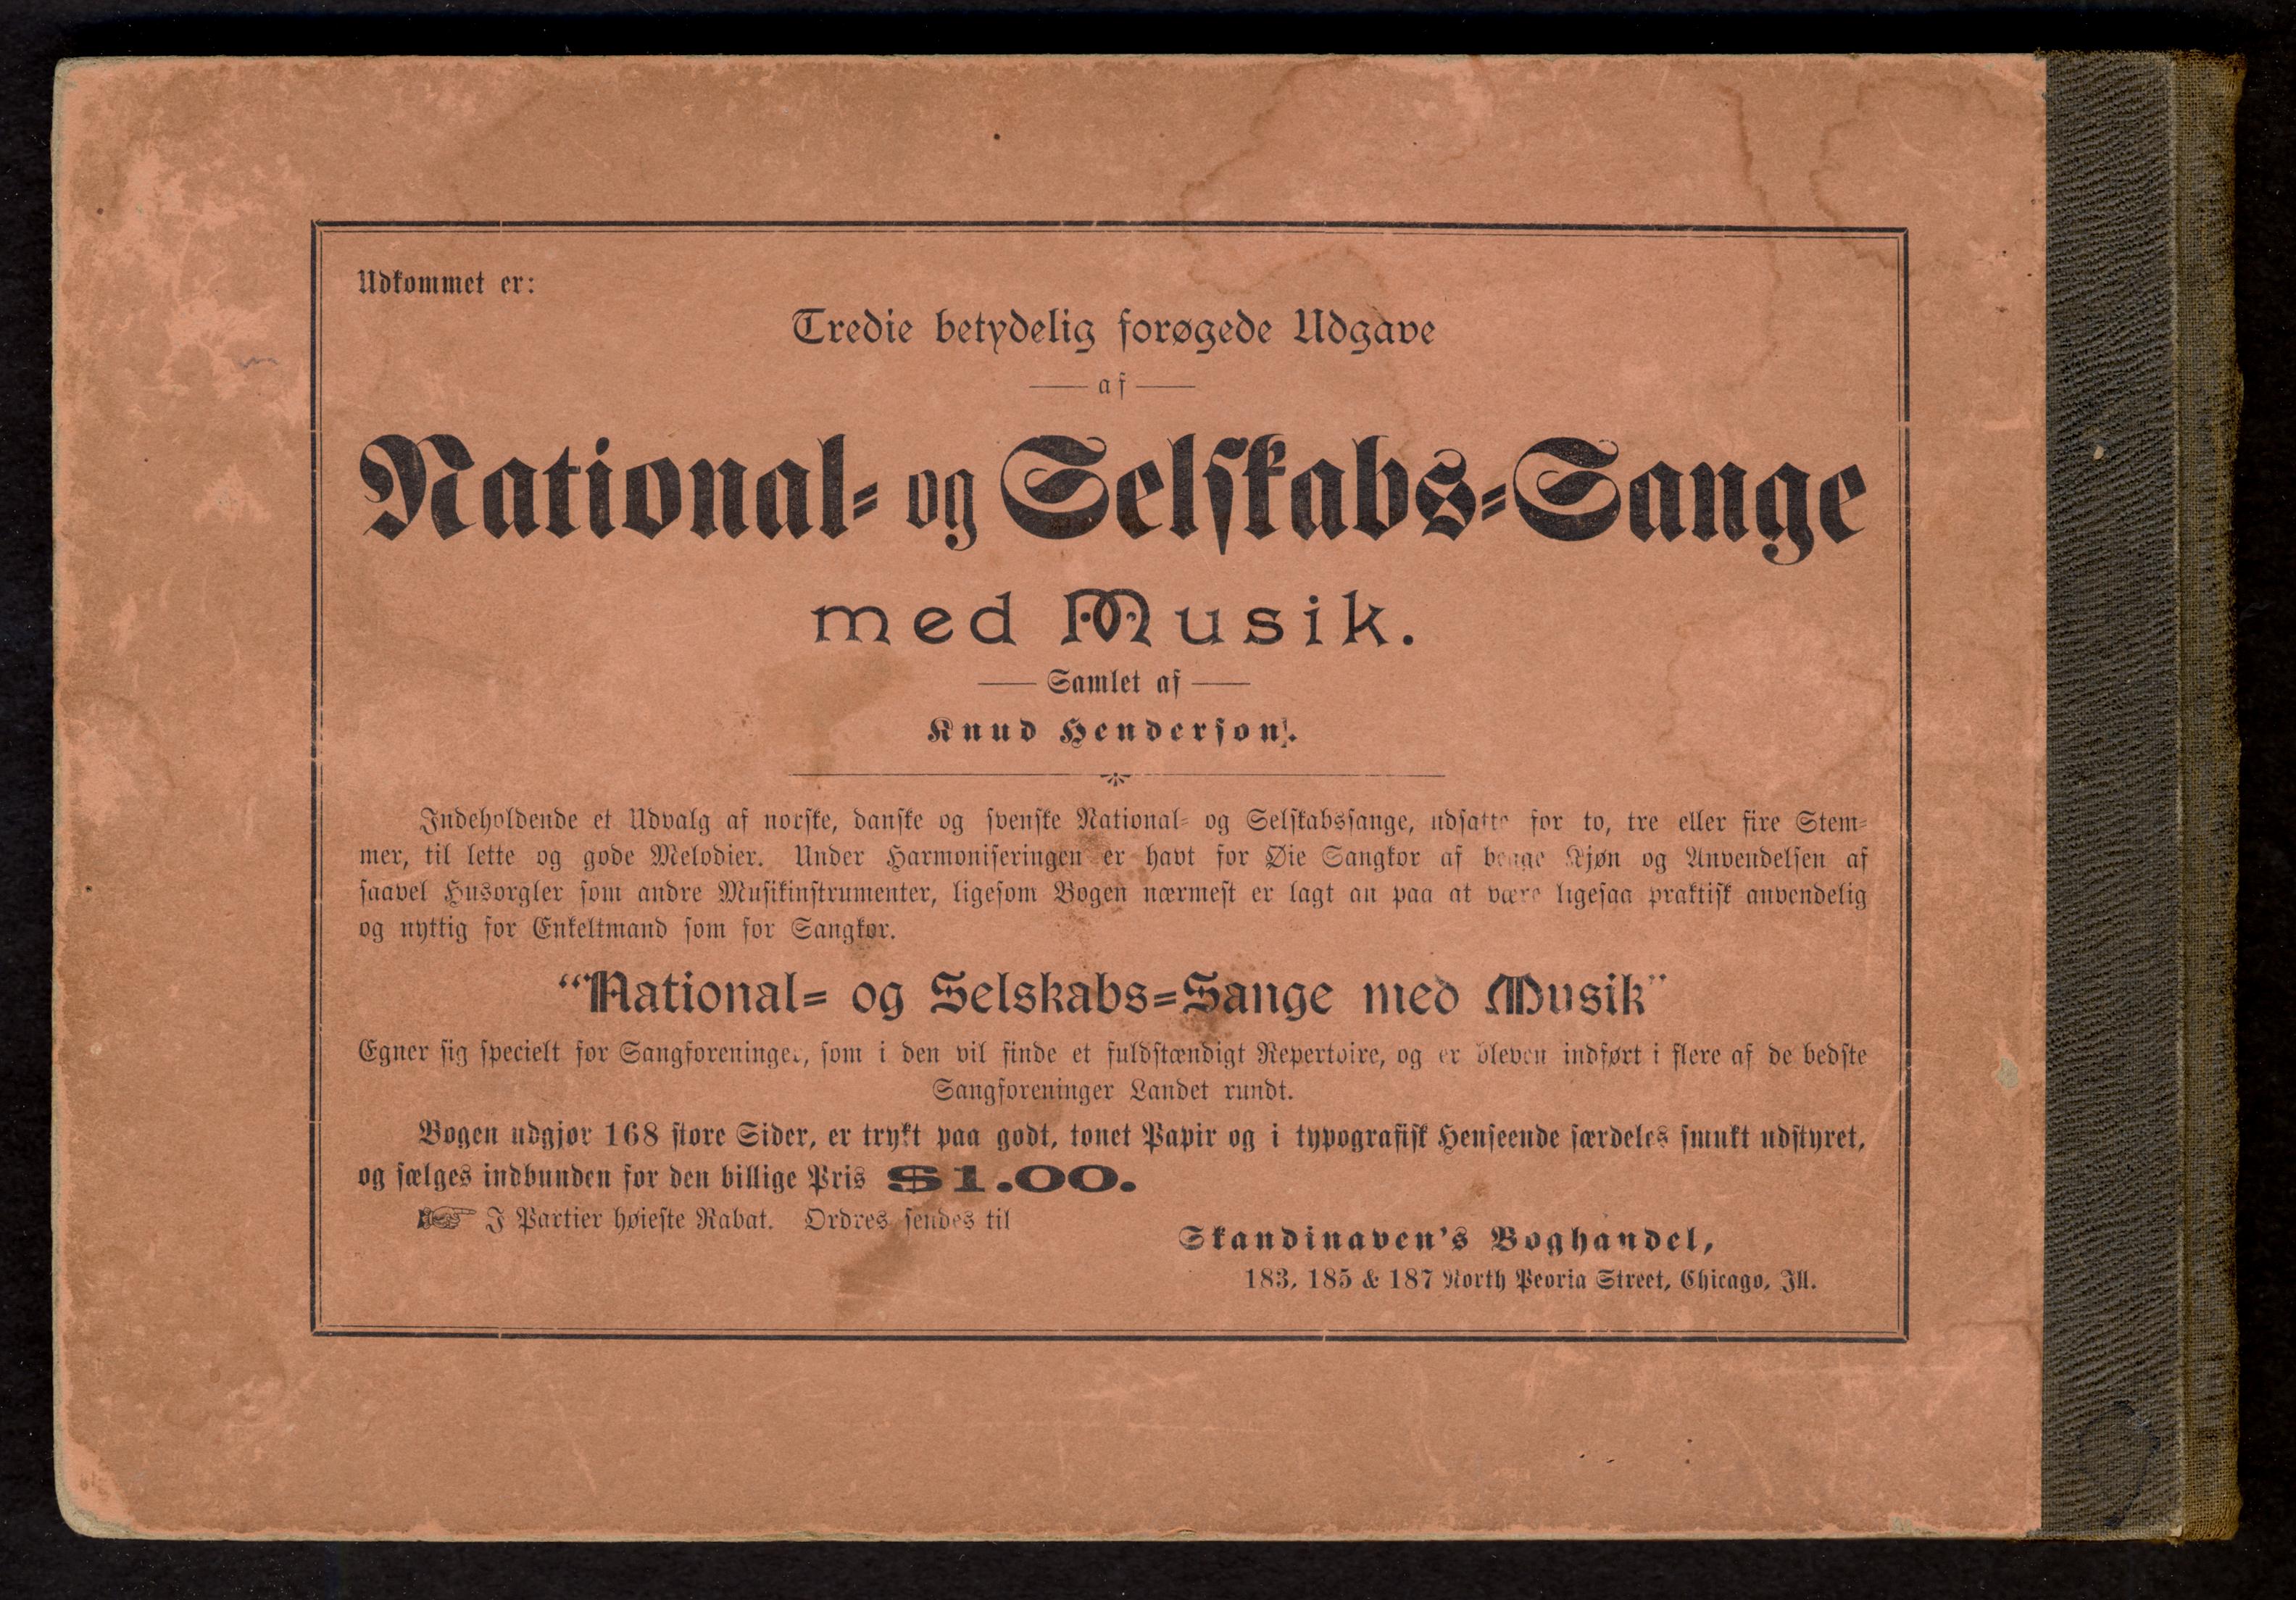 Udkommet er:
Tredie betydelig forøgede Udgave
— af —
National- og Selskabs-Sange
med Musik.
— Samlet af —
Knud Henderson.
Indeholdende et Udvalg af norske, danske og svenske National- og Selskabssange, udsatte for to, tre eller fire Stem-
mer, til lette og gode Melodier. Under Harmoniseringen er havt for Øie Sangkor af begge Kjøn og Anvendelsen af
saavel Husorgler som andre Musikinstrumenter, ligesom Bogen nærmest er lagt an paa at være ligesaa praktisk anvendelig
og nyttig for Enkeltmand som for Sangkor.
“National- og Selskabs-Sange med Musik”
Egner sig specielt for Sangforeninger, som i den vil finde et fuldstændigt Repertoire, og er bleven indført i flere af de bedste
Sangforeninger Landet rundt.
Bogen udgjør 168 store Sider, er trykt paa godt, tonet Papir og i typografisk Henseende særdeles smukt udstyret,
og sælges indbunden for den billige Pris $1.00.
☞ I Partier høieste Rabat. Ordres sendes til
Skandinaven's Boghandel,
183, 185 & 187 North Peoria Street, Chicago, Ill.